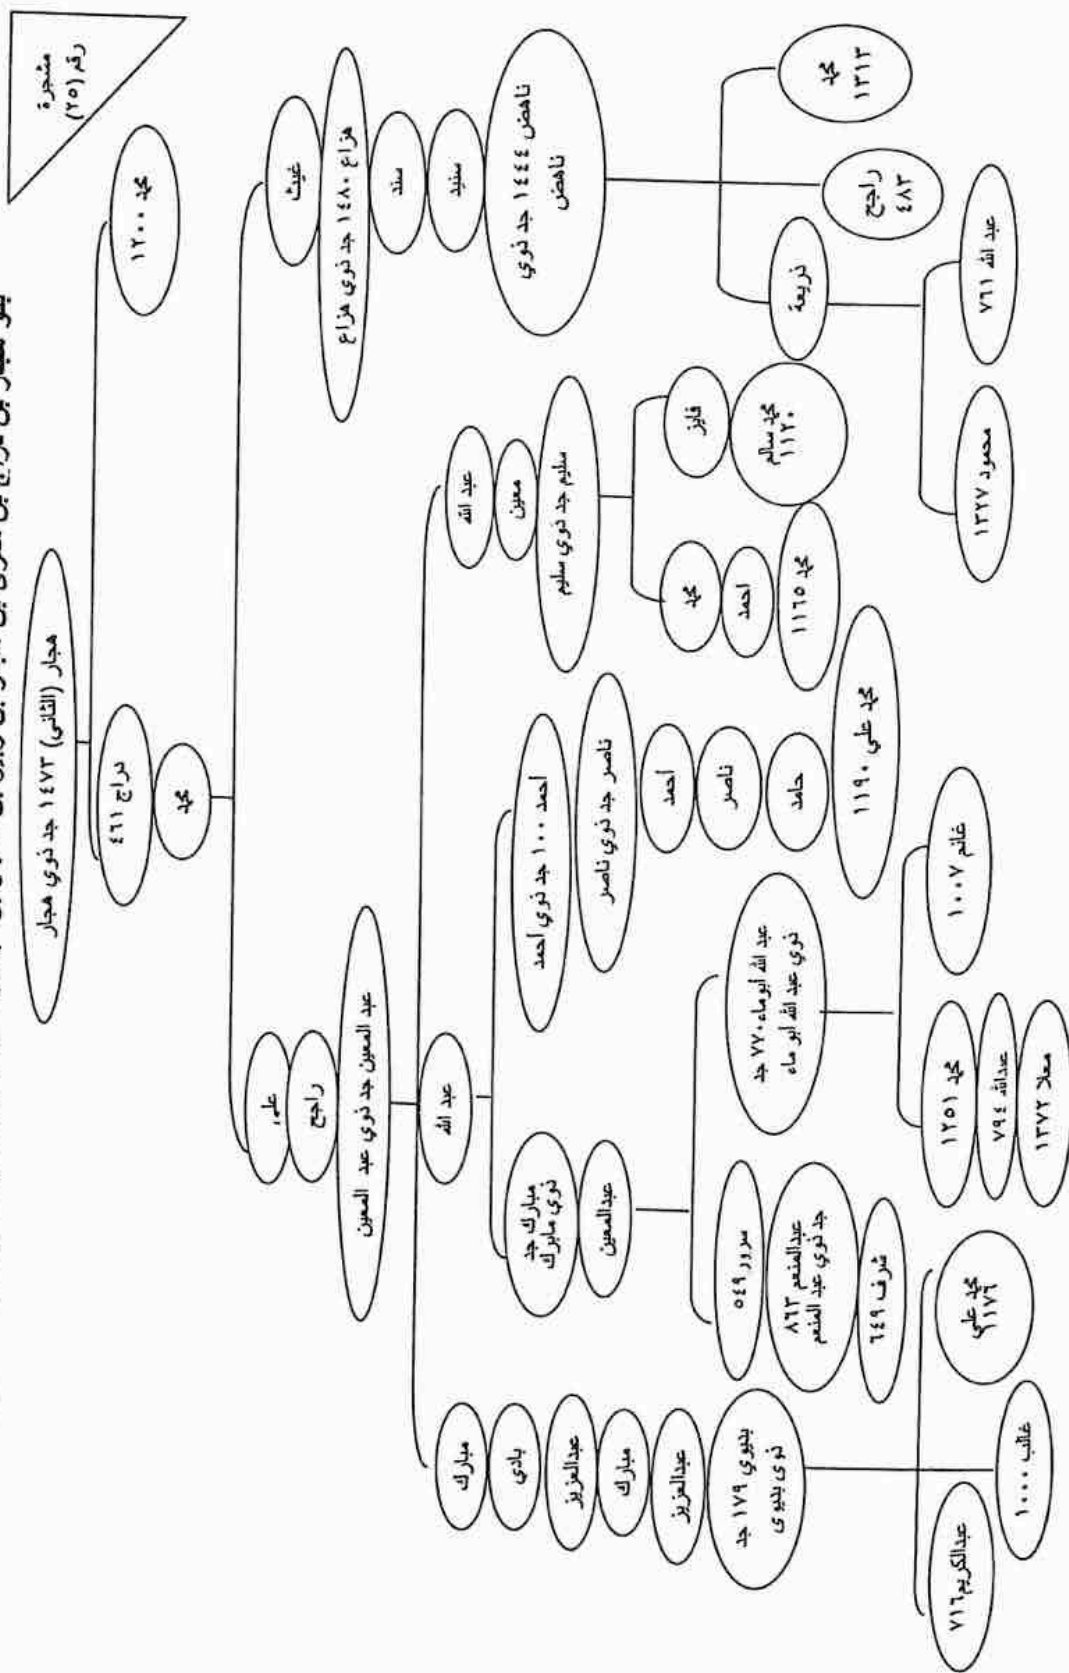 مشجرة
رقم (٢٥)
هجار (الثاني) ١٤٧٣ جد ذوي هجار
محمد ١٢٠٠
دراج ٤٦١
محمد
غيث
هزاع ١٤٨٠ جد ذوي هزاع
سند
سنيد
ناهض ١٤٤٤ جد ذوي
ناهض
محمد
١٣١٣
راجح
٤٨٣
ذريعة
عبد الله ٧٦١
محمود ١٣٢٧
علي
راجح
عبد المعين جد ذوي عبد المعين
عبد الله
معين
سليم جد ذوي سليم
فايز
محمد سالم
١١٢٠
محمد
احمد
محمد ١١٦٥
عبد الله
احمد ١٠٠ جد ذوي احمد
ناصر جد ذوي ناصر
احمد
ناصر
حامد
محمد علي ١١٩٠
مبارك جد
ذوي مبارك
عبدالمعين
عبد الله أبو ماء ٧٧٠ جد
ذوي عبد الله ابو ماء
غانم ١٠٠٧
محمد ١٢٥١
عبدالله ٧٩٤
معلا ١٣٧٢
سرور ٥٤٩
عبدالمنعم ٨٦٣
جد ذوي عبد المنعم
شرف ٦٤٩
مبارك
بادي
عبدالعزيز
مبارك
عبدالعزيز
بديوي ١٧٩ جد
ذوى بديوى
محمد علي
١١٧٦
غالب ١٠٠٠
عبدالكريم ٧١٦